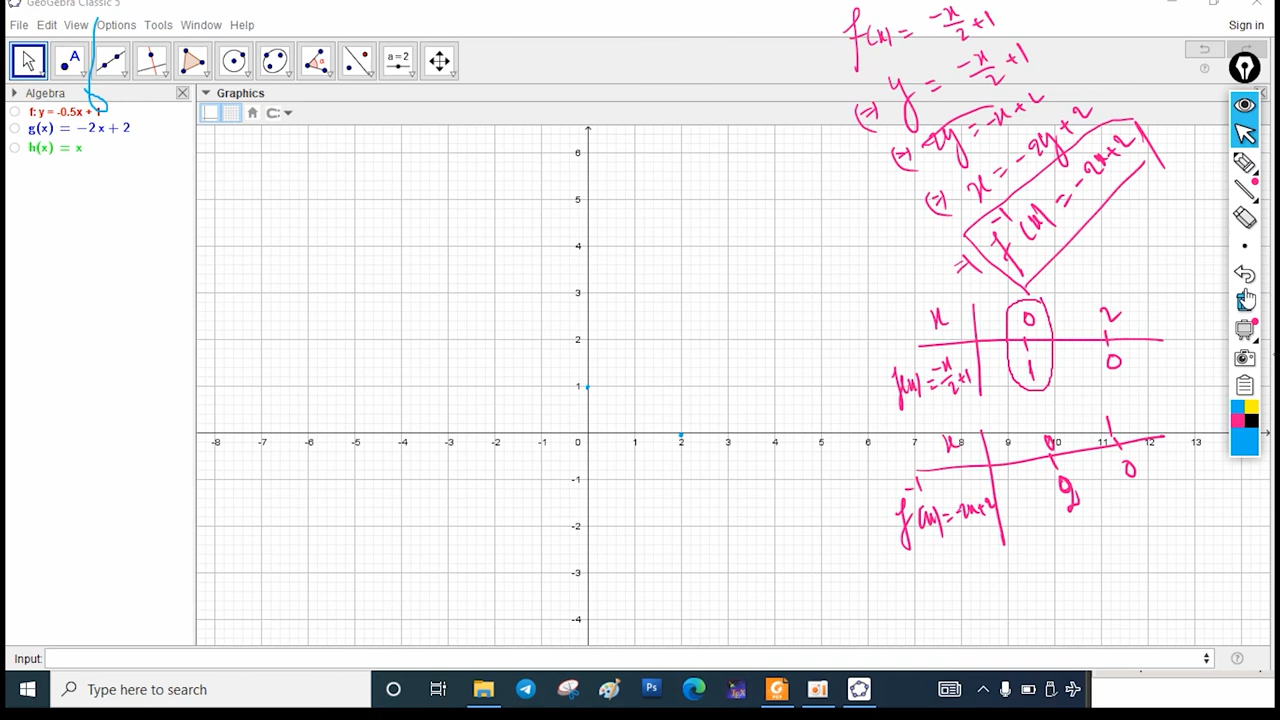 GeoGebra Classic 5
File Edit View Options Tools Window Help
Sign in
A
a = 2
Algebra
Graphics
f: y = -0.5x + 1
g(x) = −2 x + 2
h(x) = x
f(x) = -x/2 +1
y = -x/2 +1
(=) 2y = -x+2
(=) x = -2y+2
(=) f⁻¹(x) = -2x+2
x 0 2
f(x) = -x/2 +1 1 0
x 0 1
f⁻¹(x) = -2x+2 2 0
6
5
4
3
2
1
-8 -7 -6 -5 -4 -3 -2 -1 0 1 2 3 4 5 6 7 8 9 10 11 12 13
-1
-2
-3
-4
Input:
Type here to search
Ps